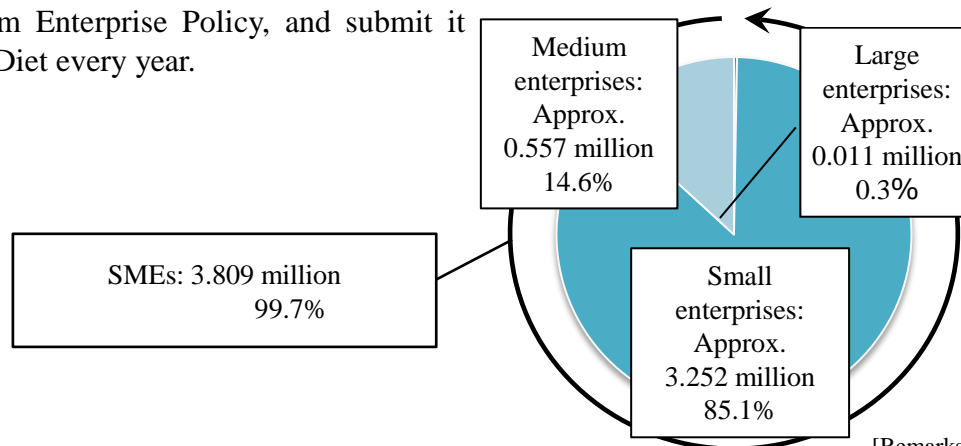 m Enterprise Policy, and submit it
Diet every year.
Medium
enterprises:
Approx.
0.557 million
14.6%
Large
enterprises:
Approx.
0.011 million
0.3%
SMEs: 3.809 million
99.7%
Small
enterprises:
Approx.
3.252 million
85.1%
[Remarks